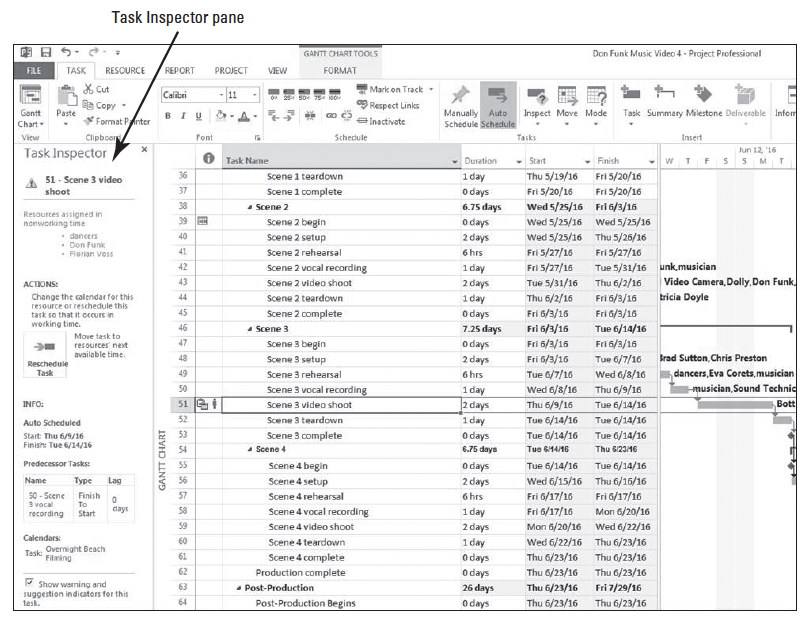 Task Inspector pane
GANTT CHART TOOLS
Don Funk Music Video 4 - Project Professional
FILE TASK RESOURCE REPORT PROJECT VIEW FORMAT
Gantt Chart
View
Paste
Cut
Copy
Format Painter
Clipboard
Calibri 11
B I U A
Font
0% 25% 50% 75% 100%
Mark on Track
Respect Links
Inactivate
Schedule
Manually Schedule
Auto Schedule
Inspect Move Mode
Tasks
Task Summary Milestone Deliverable
Insert
Inform
Task Inspector
51 - Scene 3 video
shoot
Resources assigned in
nonworking time
• dancers
• Don Funk
• Florian Voss
ACTIONS:
Change the calendar for this
resource or reschedule this
task so that it occurs in
working time.
Reschedule
Task
Move task to
resources' next
available time.
INFO:
Auto Scheduled
Start: Thu 6/9/16
Finish: Tue 6/14/16
Predecessor Tasks:
Name Type Lag
50 - Scene 3 vocal recording Finish To Start 0 days
Calendars:
Task: Overnight Beach
Filming
Show warning and
suggestion indicators for this
task.
GANTT CHART
Task Name Duration Start Finish
36 Scene 1 teardown 1 day Thu 5/19/16 Fri 5/20/16
37 Scene 1 complete 0 days Fri 5/20/16 Fri 5/20/16
38 Scene 2 6.75 days Wed 5/25/16 Fri 6/3/16
39 Scene 2 begin 0 days Wed 5/25/16 Wed 5/25/16
40 Scene 2 setup 2 days Wed 5/25/16 Thu 5/26/16
41 Scene 2 rehearsal 6 hrs Fri 5/27/16 Fri 5/27/16
42 Scene 2 vocal recording 1 day Fri 5/27/16 Tue 5/31/16
43 Scene 2 video shoot 2 days Tue 5/31/16 Thu 6/2/16
44 Scene 2 teardown 1 day Thu 6/2/16 Fri 6/3/16
45 Scene 2 complete 0 days Fri 6/3/16 Fri 6/3/16
46 Scene 3 7.25 days Fri 6/3/16 Tue 6/14/16
47 Scene 3 begin 0 days Fri 6/3/16 Fri 6/3/16
48 Scene 3 setup 2 days Fri 6/3/16 Tue 6/7/16
49 Scene 3 rehearsal 6 hrs Tue 6/7/16 Wed 6/8/16
50 Scene 3 vocal recording 1 day Wed 6/8/16 Thu 6/9/16
51 Scene 3 video shoot 2 days Thu 6/9/16 Tue 6/14/16
52 Scene 3 teardown 1 day Tue 6/14/16 Tue 6/14/16
53 Scene 3 complete 0 days Tue 6/14/16 Tue 6/14/16
54 Scene 4 6.75 days Tue 6/14/16 Thu 6/23/16
55 Scene 4 begin 0 days Tue 6/14/16 Tue 6/14/16
56 Scene 4 setup 2 days Wed 6/15/16 Thu 6/16/16
57 Scene 4 rehearsal 6 hrs Fri 6/17/16 Fri 6/17/16
58 Scene 4 vocal recording 1 day Fri 6/17/16 Mon 6/20/16
59 Scene 4 video shoot 2 days Mon 6/20/16 Wed 6/22/16
60 Scene 4 teardown 1 day Wed 6/22/16 Thu 6/23/16
61 Scene 4 complete 0 days Thu 6/23/16 Thu 6/23/16
62 Production complete 0 days Thu 6/23/16 Thu 6/23/16
63 Post-Production 26 days Thu 6/23/16 Fri 7/29/16
64 Post-Production Begins 0 days Thu 6/23/16 Thu 6/23/16
Jun 12, '16
W T F S S M T
unk,musician
Video Camera,Dolly,Don Funk,
tricia Doyle
Brad Sutton,Chris Preston
dancers,Eva Corets,musician
musician,Sound Technic
Bott